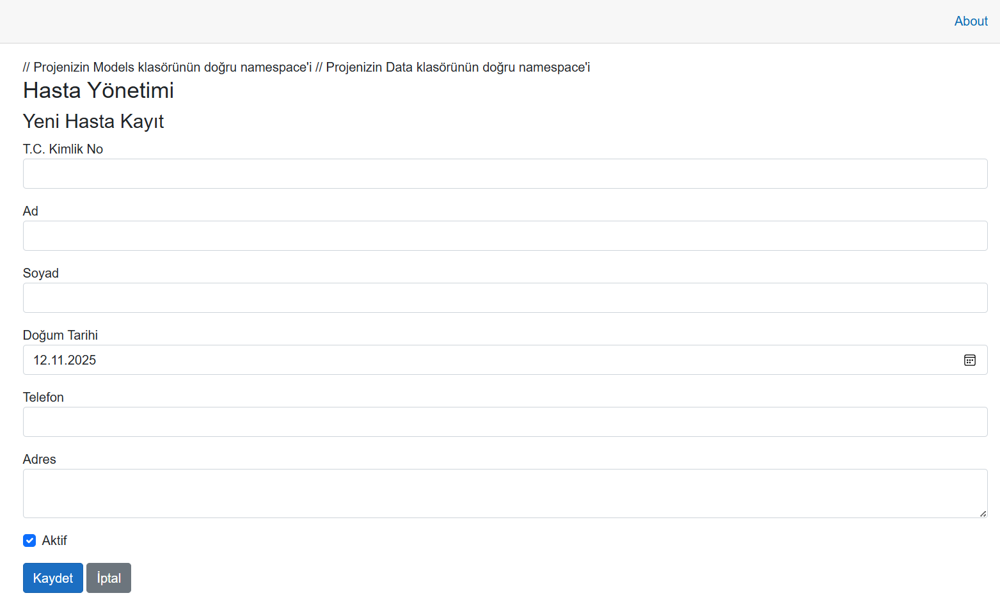 About
// Projenizin Models klasörünün doğru namespace'i // Projenizin Data klasörünün doğru namespace'i
Hasta Yönetimi
Yeni Hasta Kayıt
T.C. Kimlik No
Ad
Soyad
Doğum Tarihi
12.11.2025
Telefon
Adres
Aktif
Kaydet İptal